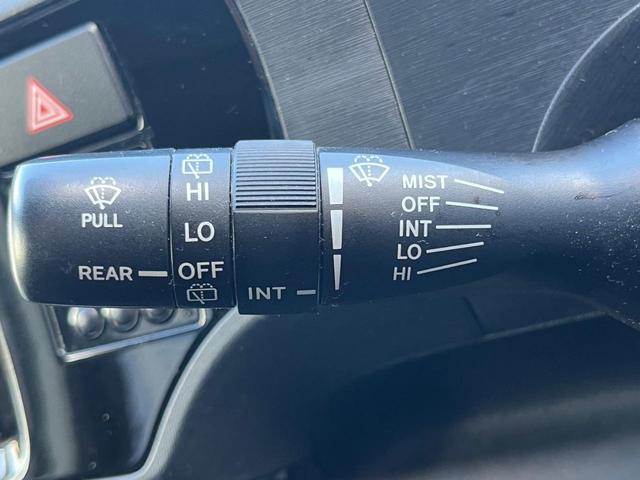 PULL
REAR
HI
LO
OFF
INT
MIST
OFF
INT
LO
HI